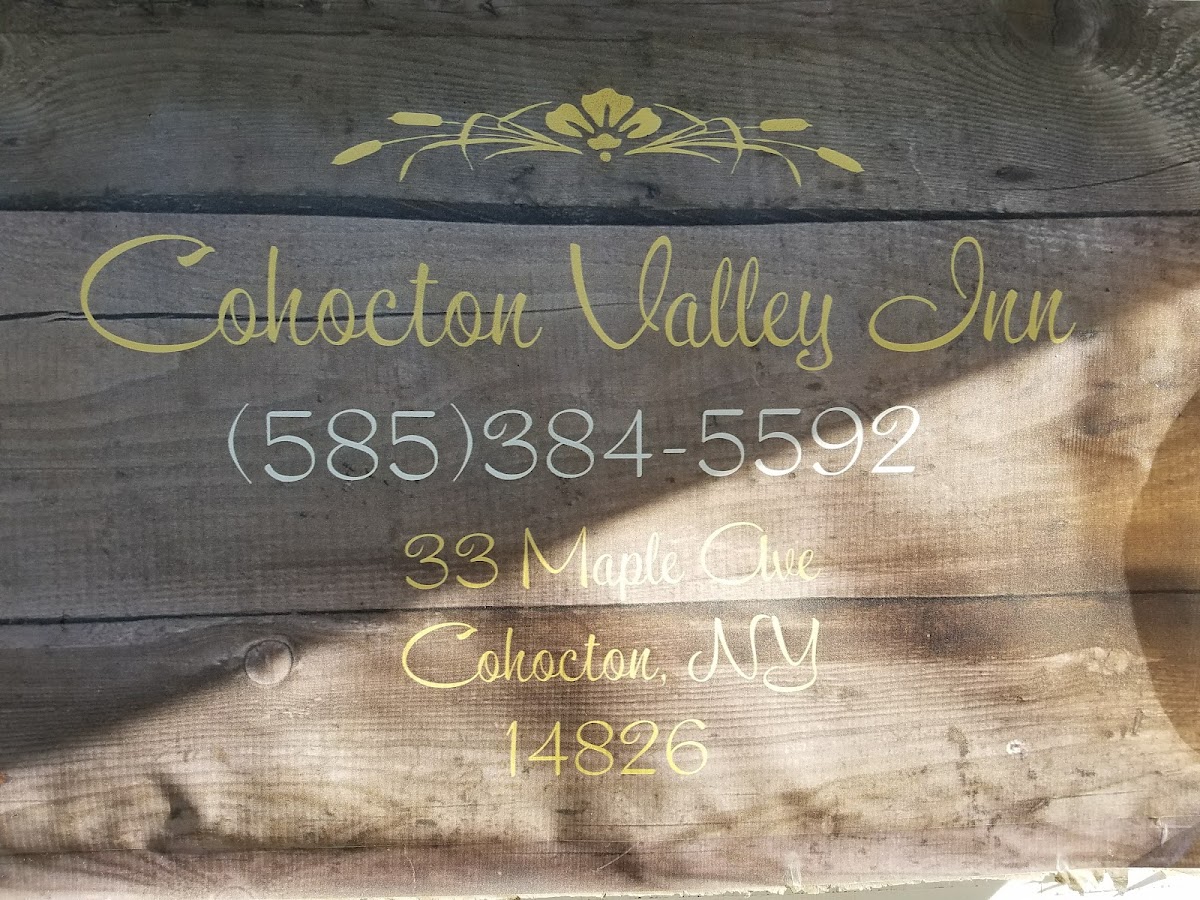 Cohocton Valley Inn
(585)384-5592
33 Maple Ave
Cohocton, NY
14826